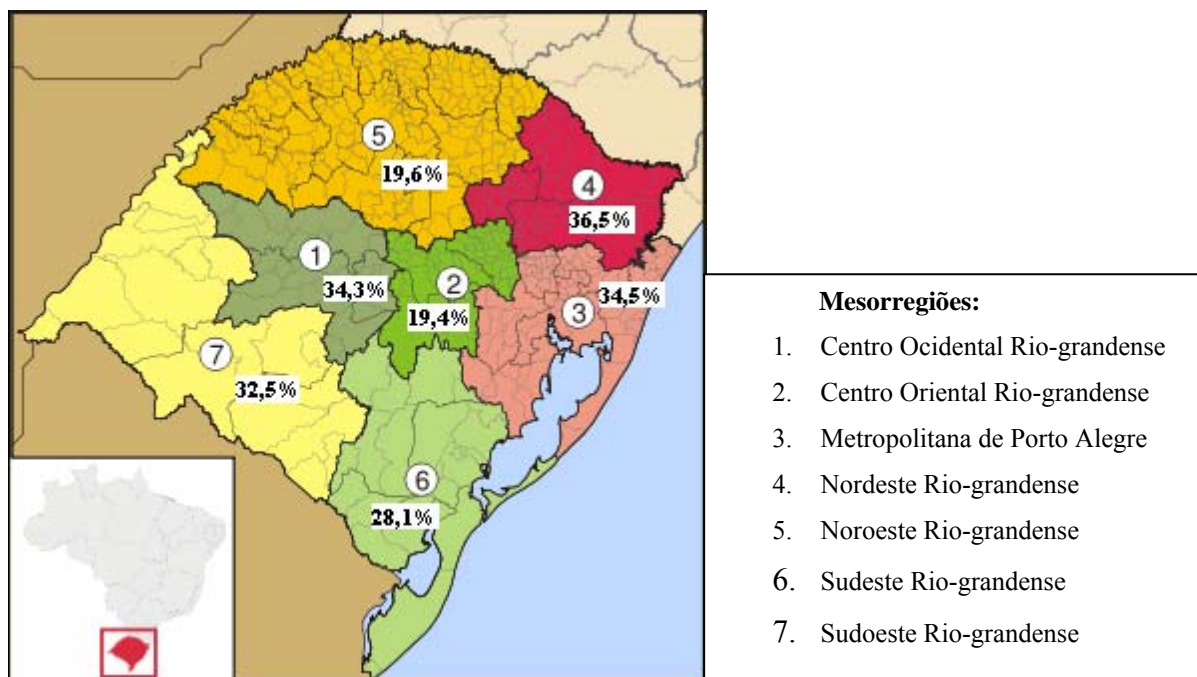 5
19,6%
4
36,5%
1
34,3%
2
19,4%
3
34,5%
7
32,5%
6
28,1%
Mesorregiões:
1. Centro Ocidental Rio-grandense
2. Centro Oriental Rio-grandense
3. Metropolitana de Porto Alegre
4. Nordeste Rio-grandense
5. Noroeste Rio-grandense
6. Sudeste Rio-grandense
7. Sudoeste Rio-grandense